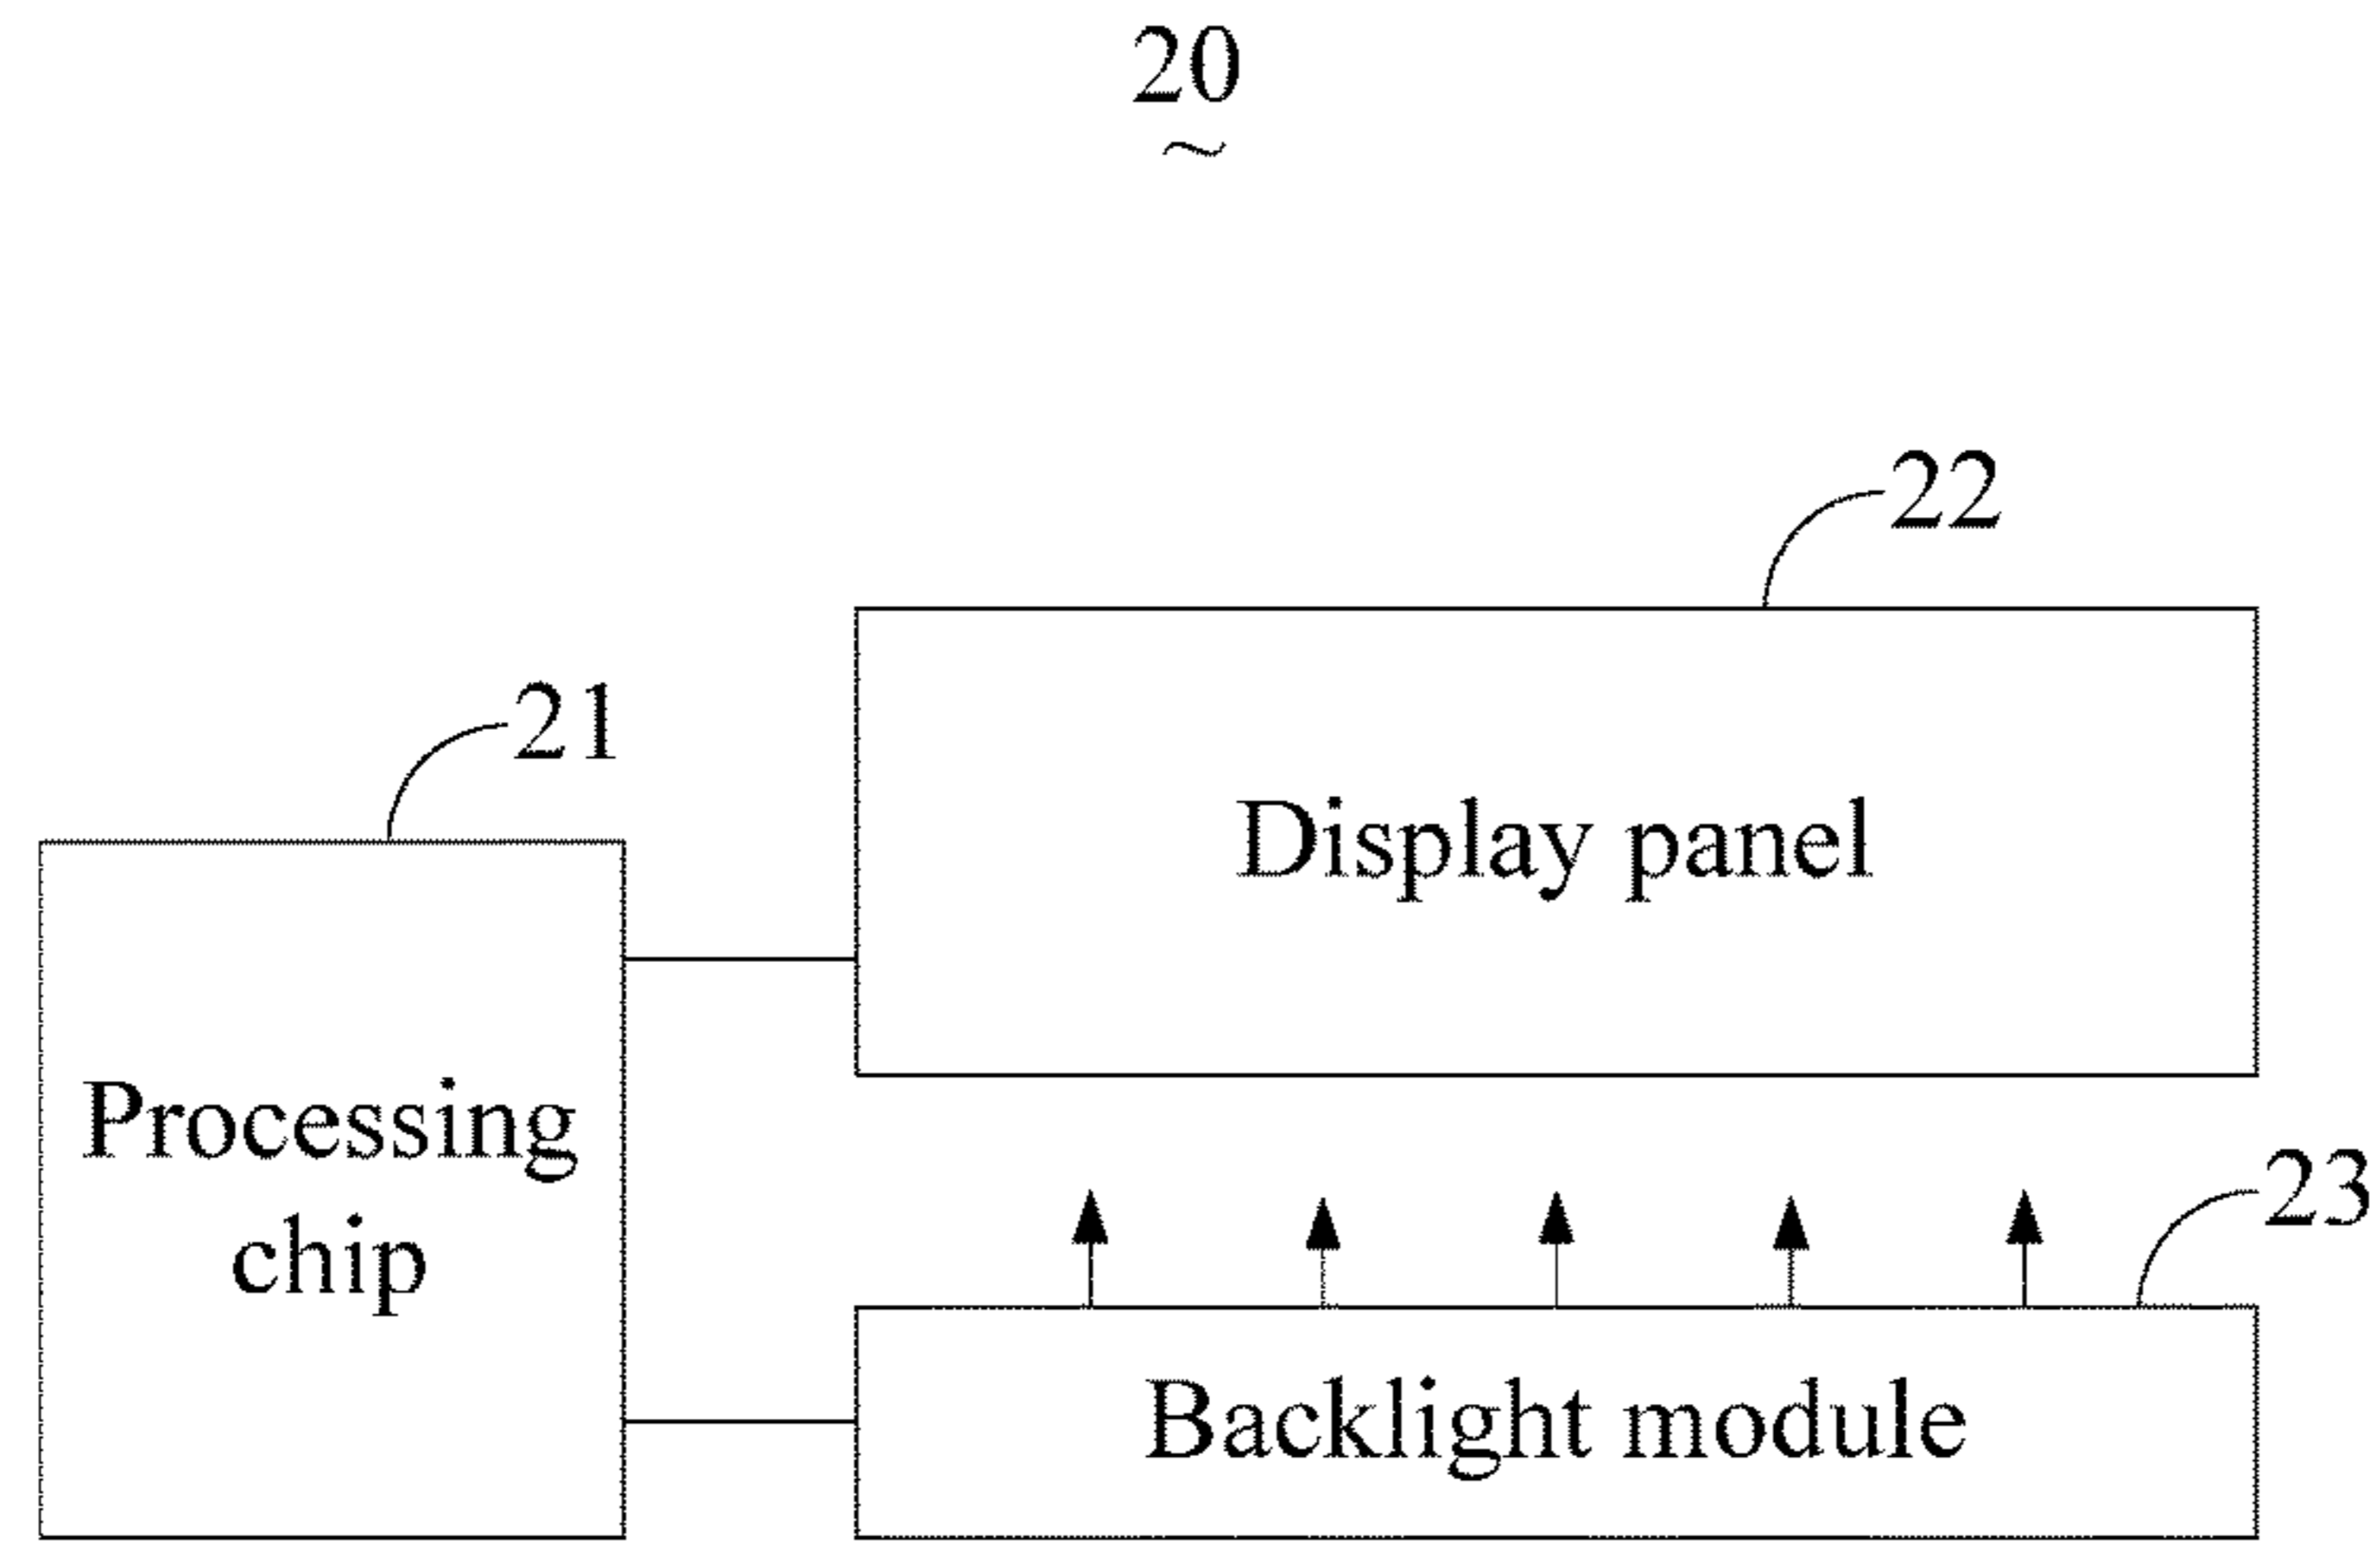 20
~
22
21
Display panel
Processing
chip
23
Backlight module